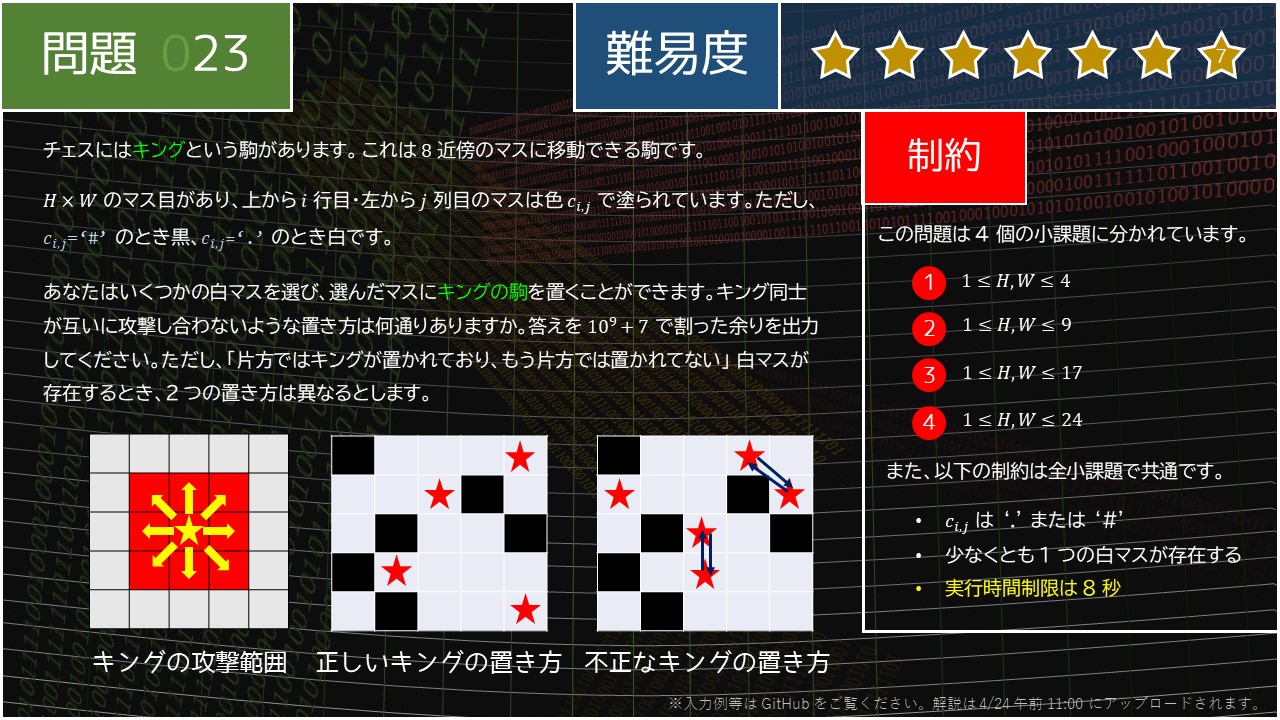 問題 023
難易度
7
チェスにはキングという駒があります。これは 8 近傍のマスに移動できる駒です。
H × W のマス目があり、上から i 行目・左から j 列目のマスは色 c_{i,j} で塗られています。ただし、
c_{i,j}=‘#’ のとき黒、c_{i,j}=‘.’ のとき白です。
あなたはいくつかの白マスを選び、選んだマスにキングの駒を置くことができます。キング同士
が互いに攻撃し合わないような置き方は何通りありますか。答えを 10⁹ + 7 で割った余りを出力
してください。ただし、「片方ではキングが置かれており、もう片方では置かれてない」 白マスが
存在するとき、2 つの置き方は異なるとします。
キングの攻撃範囲
正しいキングの置き方
不正なキングの置き方
制約
この問題は 4 個の小課題に分かれています。
1 1 ≤ H, W ≤ 4
2 1 ≤ H, W ≤ 9
3 1 ≤ H, W ≤ 17
4 1 ≤ H, W ≤ 24
また、以下の制約は全小課題で共通です。
• c_{i,j} は ‘.’ または ‘#’
• 少なくとも 1 つの白マスが存在する
• 実行時間制限は 8 秒
※入力例等は GitHub をご覧ください。解説は 4/24 午前 11:00 にアップロードされます。